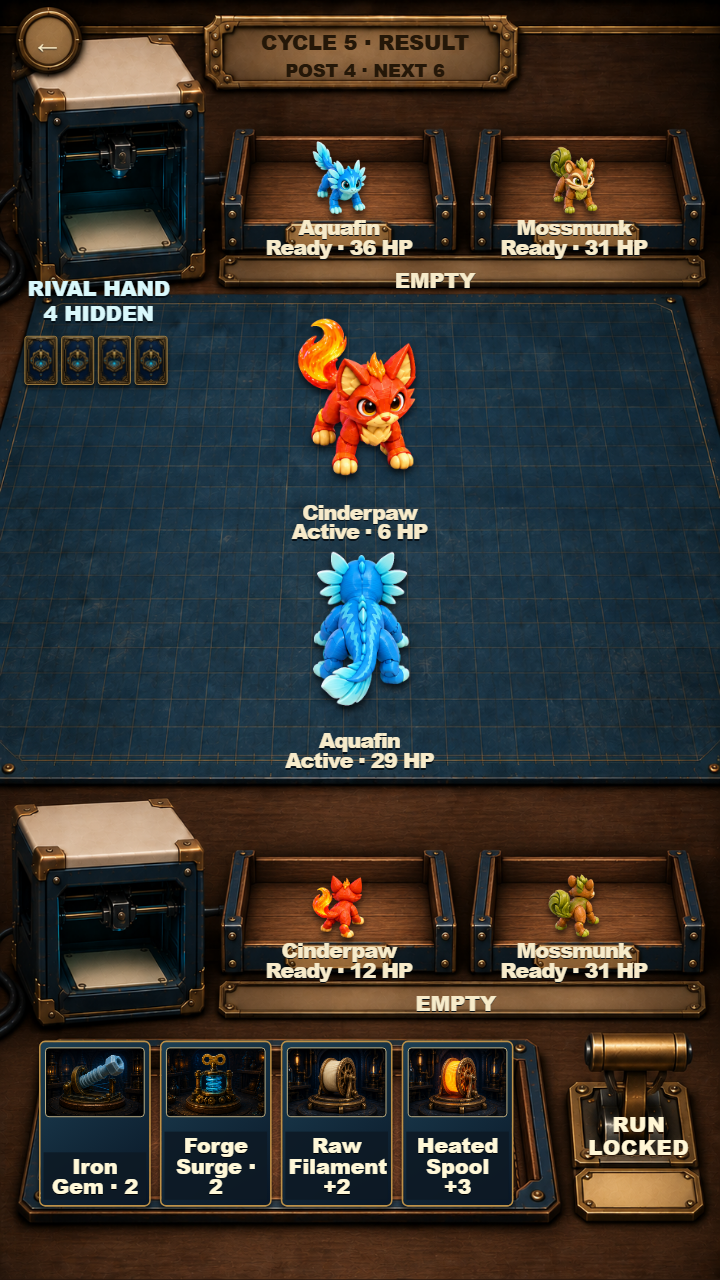 ←
CYCLE 5 · RESULT
POST 4 · NEXT 6
Aquafin
Ready · 36 HP
Mossmunk
Ready · 31 HP
EMPTY
RIVAL HAND
4 HIDDEN
Cinderpaw
Active · 6 HP
Aquafin
Active · 29 HP
Cinderpaw
Ready · 12 HP
Mossmunk
Ready · 31 HP
EMPTY
Iron
Gem · 2
Forge
Surge ·
2
Raw
Filament
+2
Heated
Spool
+3
RUN
LOCKED